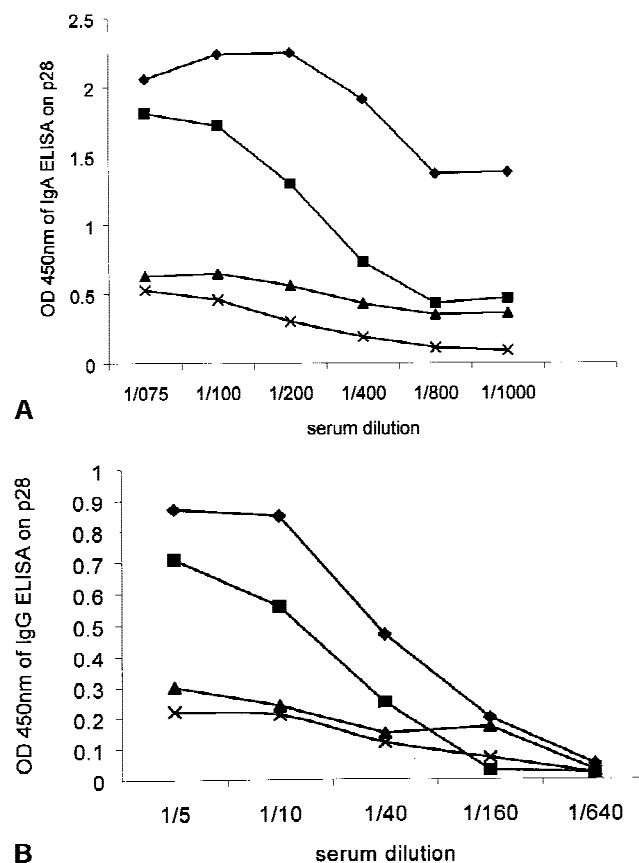 OD 450nm of IgA ELISA on p28
2.5
2
1.5
1
0.5
0
1/075 1/100 1/200 1/400 1/800 1/1000
A
serum dilution
OD 450nm of IgG ELISA on p28
1
0.9
0.8
0.7
0.6
0.5
0.4
0.3
0.2
0.1
0
1/5 1/10 1/40 1/160 1/640
B
serum dilution